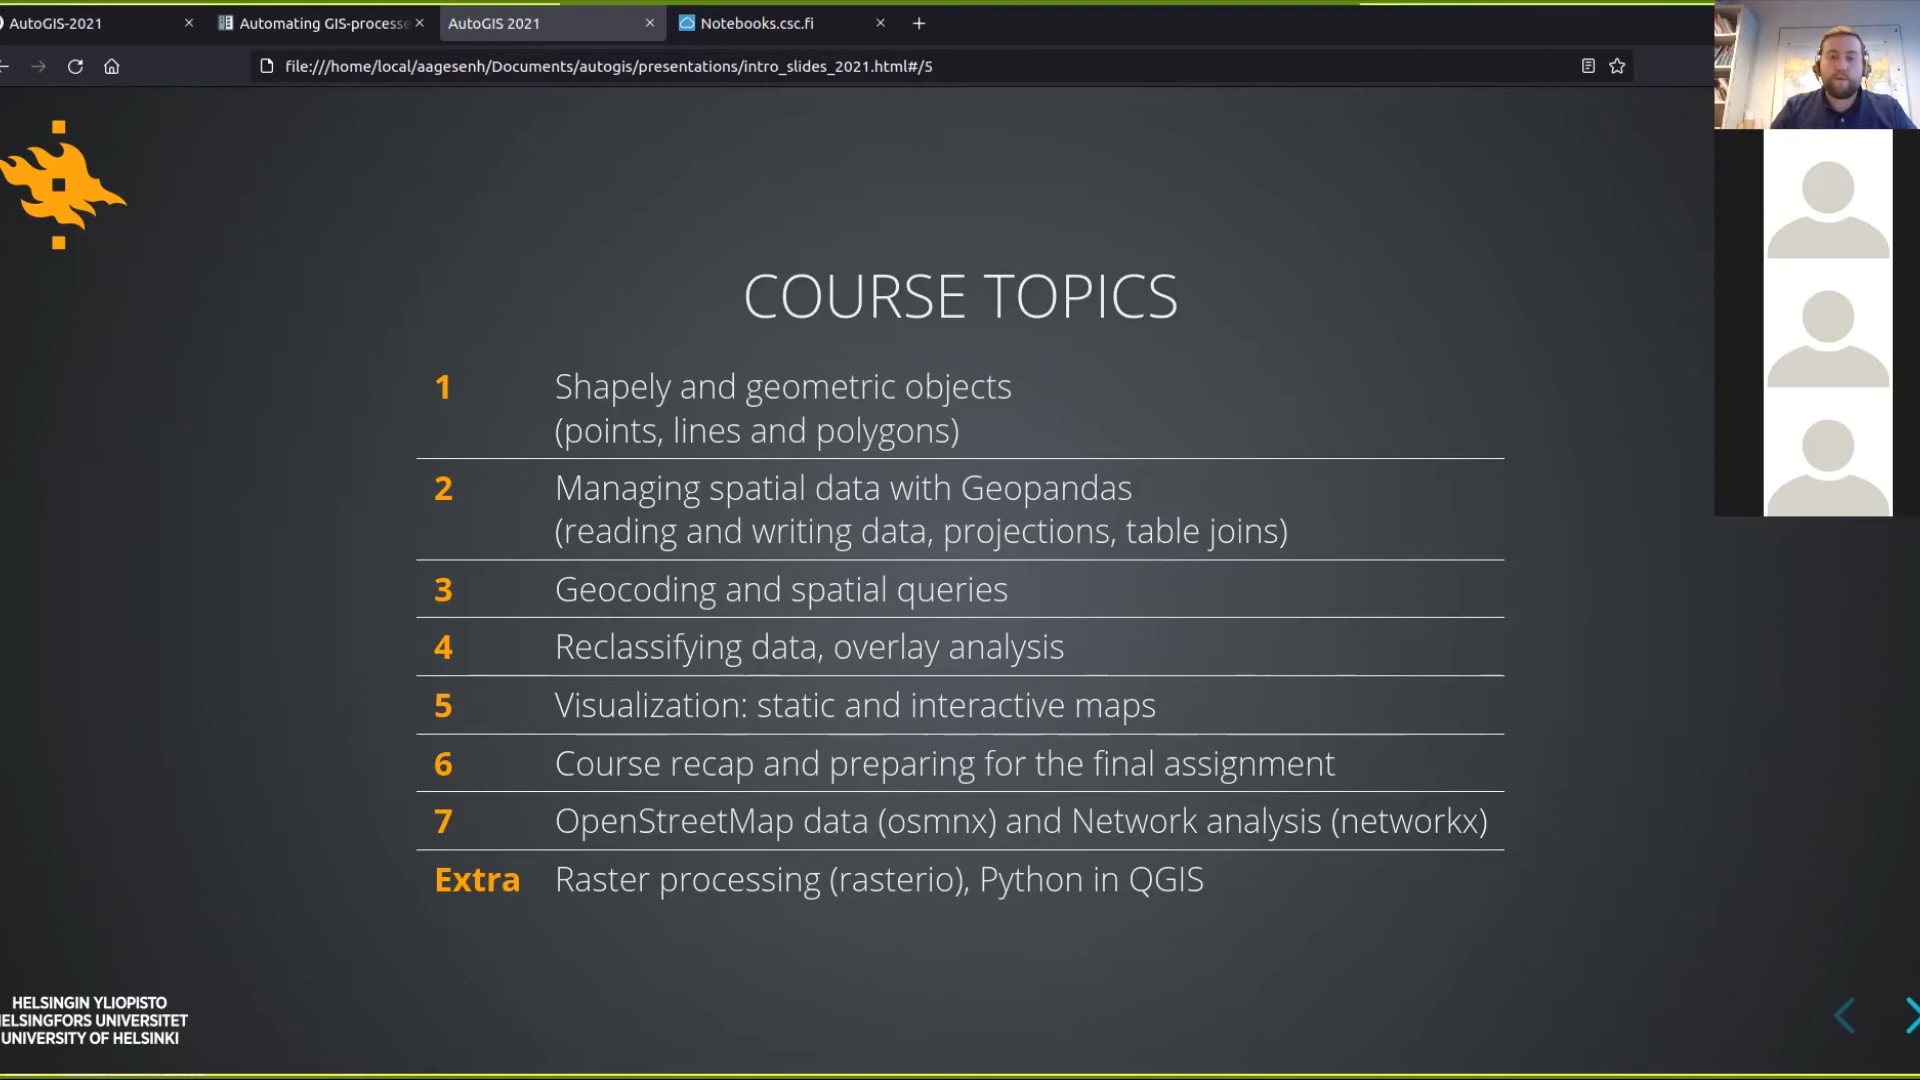 AutoGIS-2021
Automating GIS-processe
AutoGIS 2021
Notebooks.csc.fi
file:///home/local/aagesenh/Documents/autogis/presentations/intro_slides_2021.html#/5
COURSE TOPICS
1 Shapely and geometric objects
(points, lines and polygons)
2 Managing spatial data with Geopandas
(reading and writing data, projections, table joins)
3 Geocoding and spatial queries
4 Reclassifying data, overlay analysis
5 Visualization: static and interactive maps
6 Course recap and preparing for the final assignment
7 OpenStreetMap data (osmnx) and Network analysis (networkx)
Extra Raster processing (rasterio), Python in QGIS
HELSINGIN YLIOPISTO
ELSINGFORS UNIVERSITET
UNIVERSITY OF HELSINKI